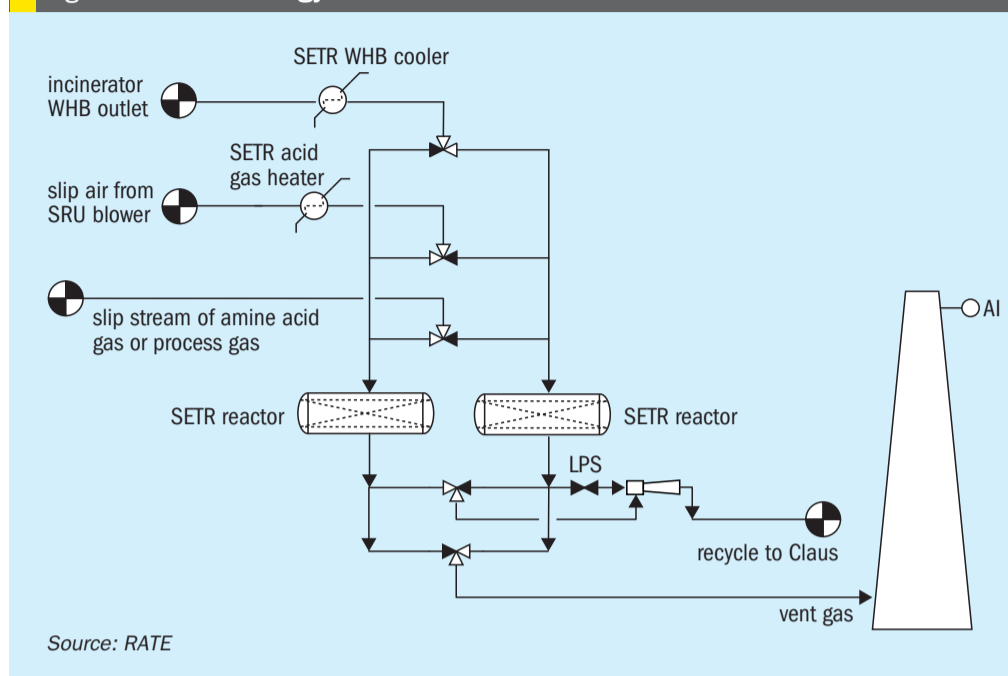 SETR WHB cooler
incinerator
WHB outlet
SETR acid
gas heater
slip air from
SRU blower
slip stream of amine acid
gas or process gas
AI
SETR reactor
SETR reactor
LPS
recycle to Claus
vent gas
Source: RATE